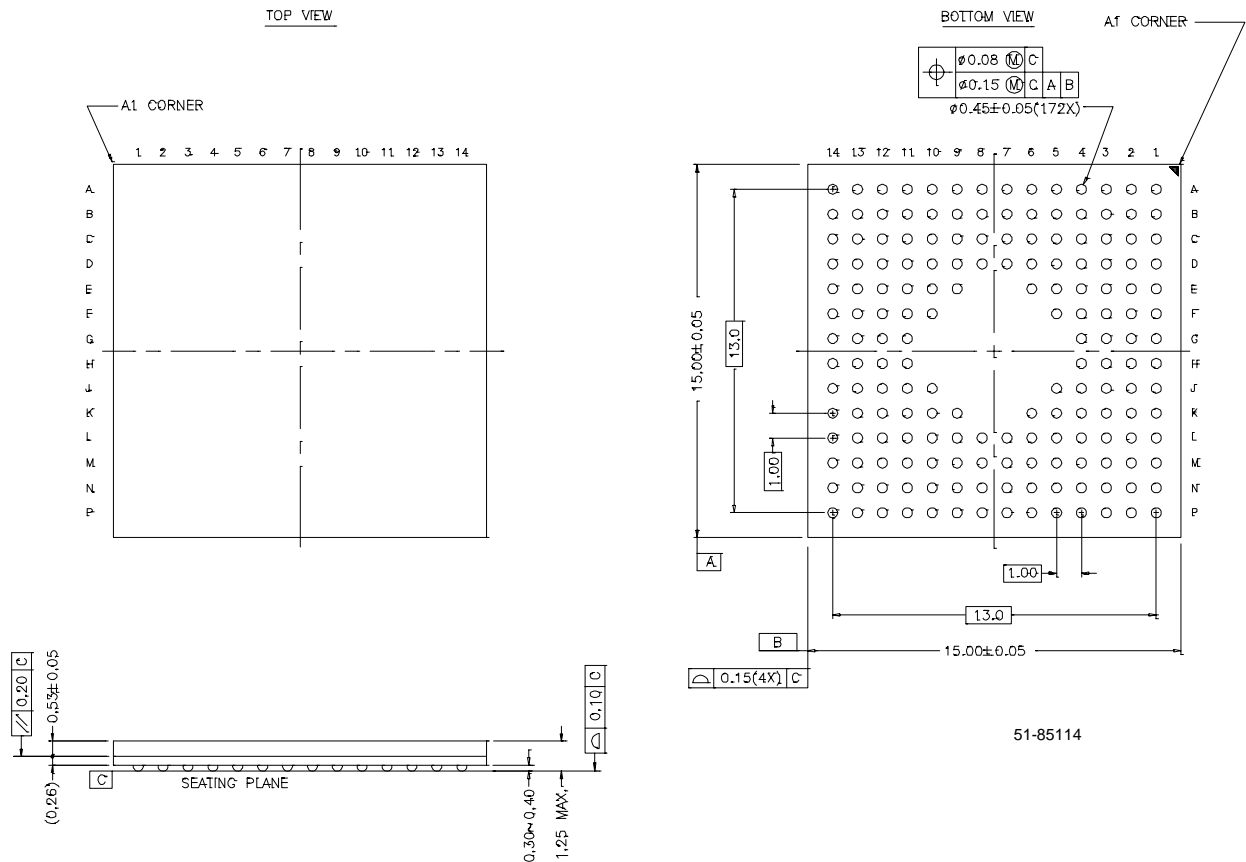 TOP VIEW
A1 CORNER
1 2 3 4 5 6 7 8 9 10 11 12 13 14
A
B
C
D
E
F
G
H
J
K
L
M
N
P
BOTTOM VIEW
A1 CORNER
Ø0.08 Ⓜ C
Ø0.15 Ⓜ C A B
Ø0.45±0.05(172X)
14 13 12 11 10 9 8 7 6 5 4 3 2 1
A
B
C
D
E
F
G
H
J
K
L
M
N
P
15.00±0.05
13.0
1.00
A
1.00
13.0
B
15.00±0.05
0.15(4X) C
// 0.20 C
0.53±0.05
(0.26)
C
SEATING PLANE
0.30~0.40
1.25 MAX.
0.10 C
51-85114